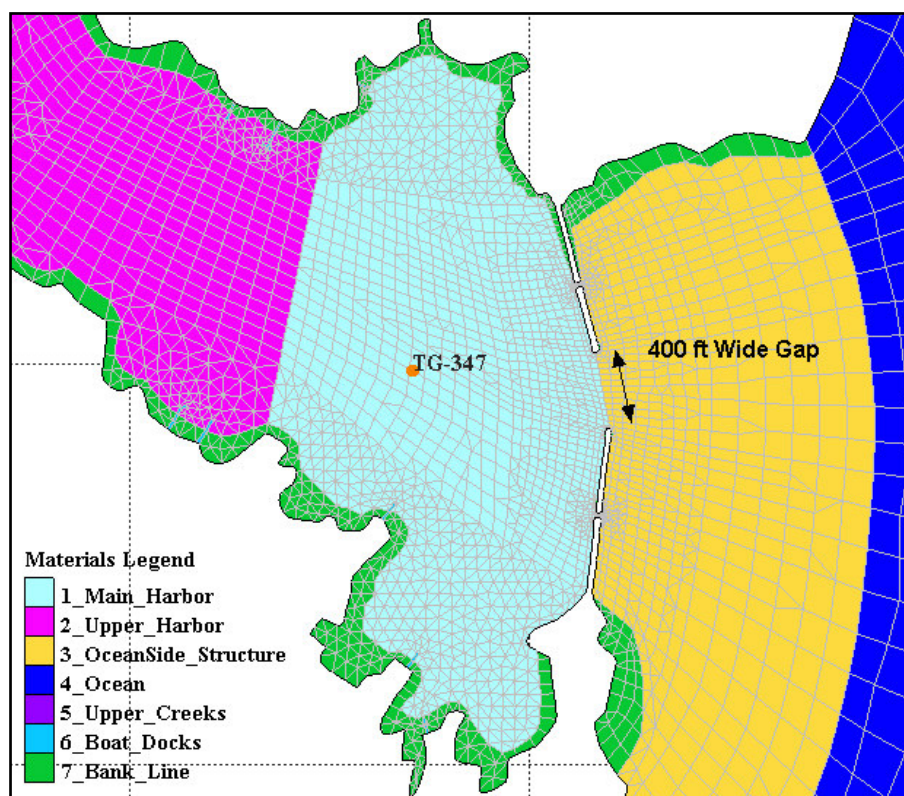 TG-347
400 ft Wide Gap
Materials Legend
1_Main_Harbor
2_Upper_Harbor
3_OceanSide_Structure
4_Ocean
5_Upper_Creeks
6_Boat_Docks
7_Bank_Line